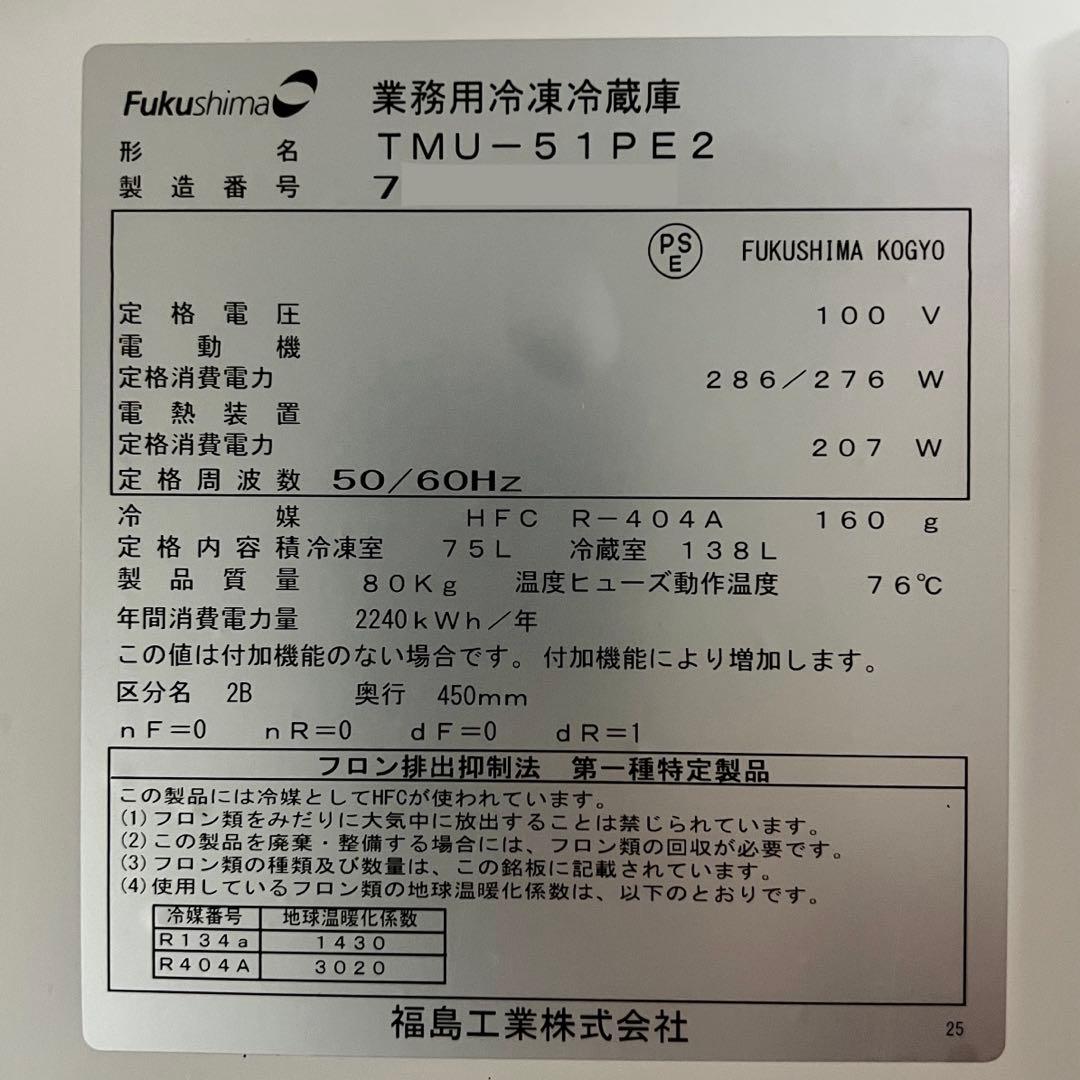 Fukushima 業務用冷凍冷蔵庫
形名 TMU-51PE2
製造番号 7
PSE FUKUSHIMA KOGYO
定格電圧 100 V
電動機
定格消費電力 286/276 W
電熱装置
定格消費電力 207 W
定格周波数 50/60Hz
冷媒 HFC R-404A 160 g
定格内容積 冷凍室 75L 冷蔵室 138L
製品質量 80Kg 温度ヒューズ動作温度 76℃
年間消費電力量 2240kWh/年
この値は付加機能のない場合です。付加機能により増加します。
区分名 2B 奥行 450mm
nF=0 nR=0 dF=0 dR=1
フロン排出抑制法 第一種特定製品
この製品には冷媒としてHFCが使われています。
(1)フロン類をみだりに大気中に放出することは禁じられています。
(2)この製品を廃棄・整備する場合には、フロン類の回収が必要です。
(3)フロン類の種類及び数量は、この銘板に記載されています。
(4)使用しているフロン類の地球温暖化係数は、以下のとおりです。
冷媒番号 地球温暖化係数
R134a 1430
R404A 3020
福島工業株式会社 25